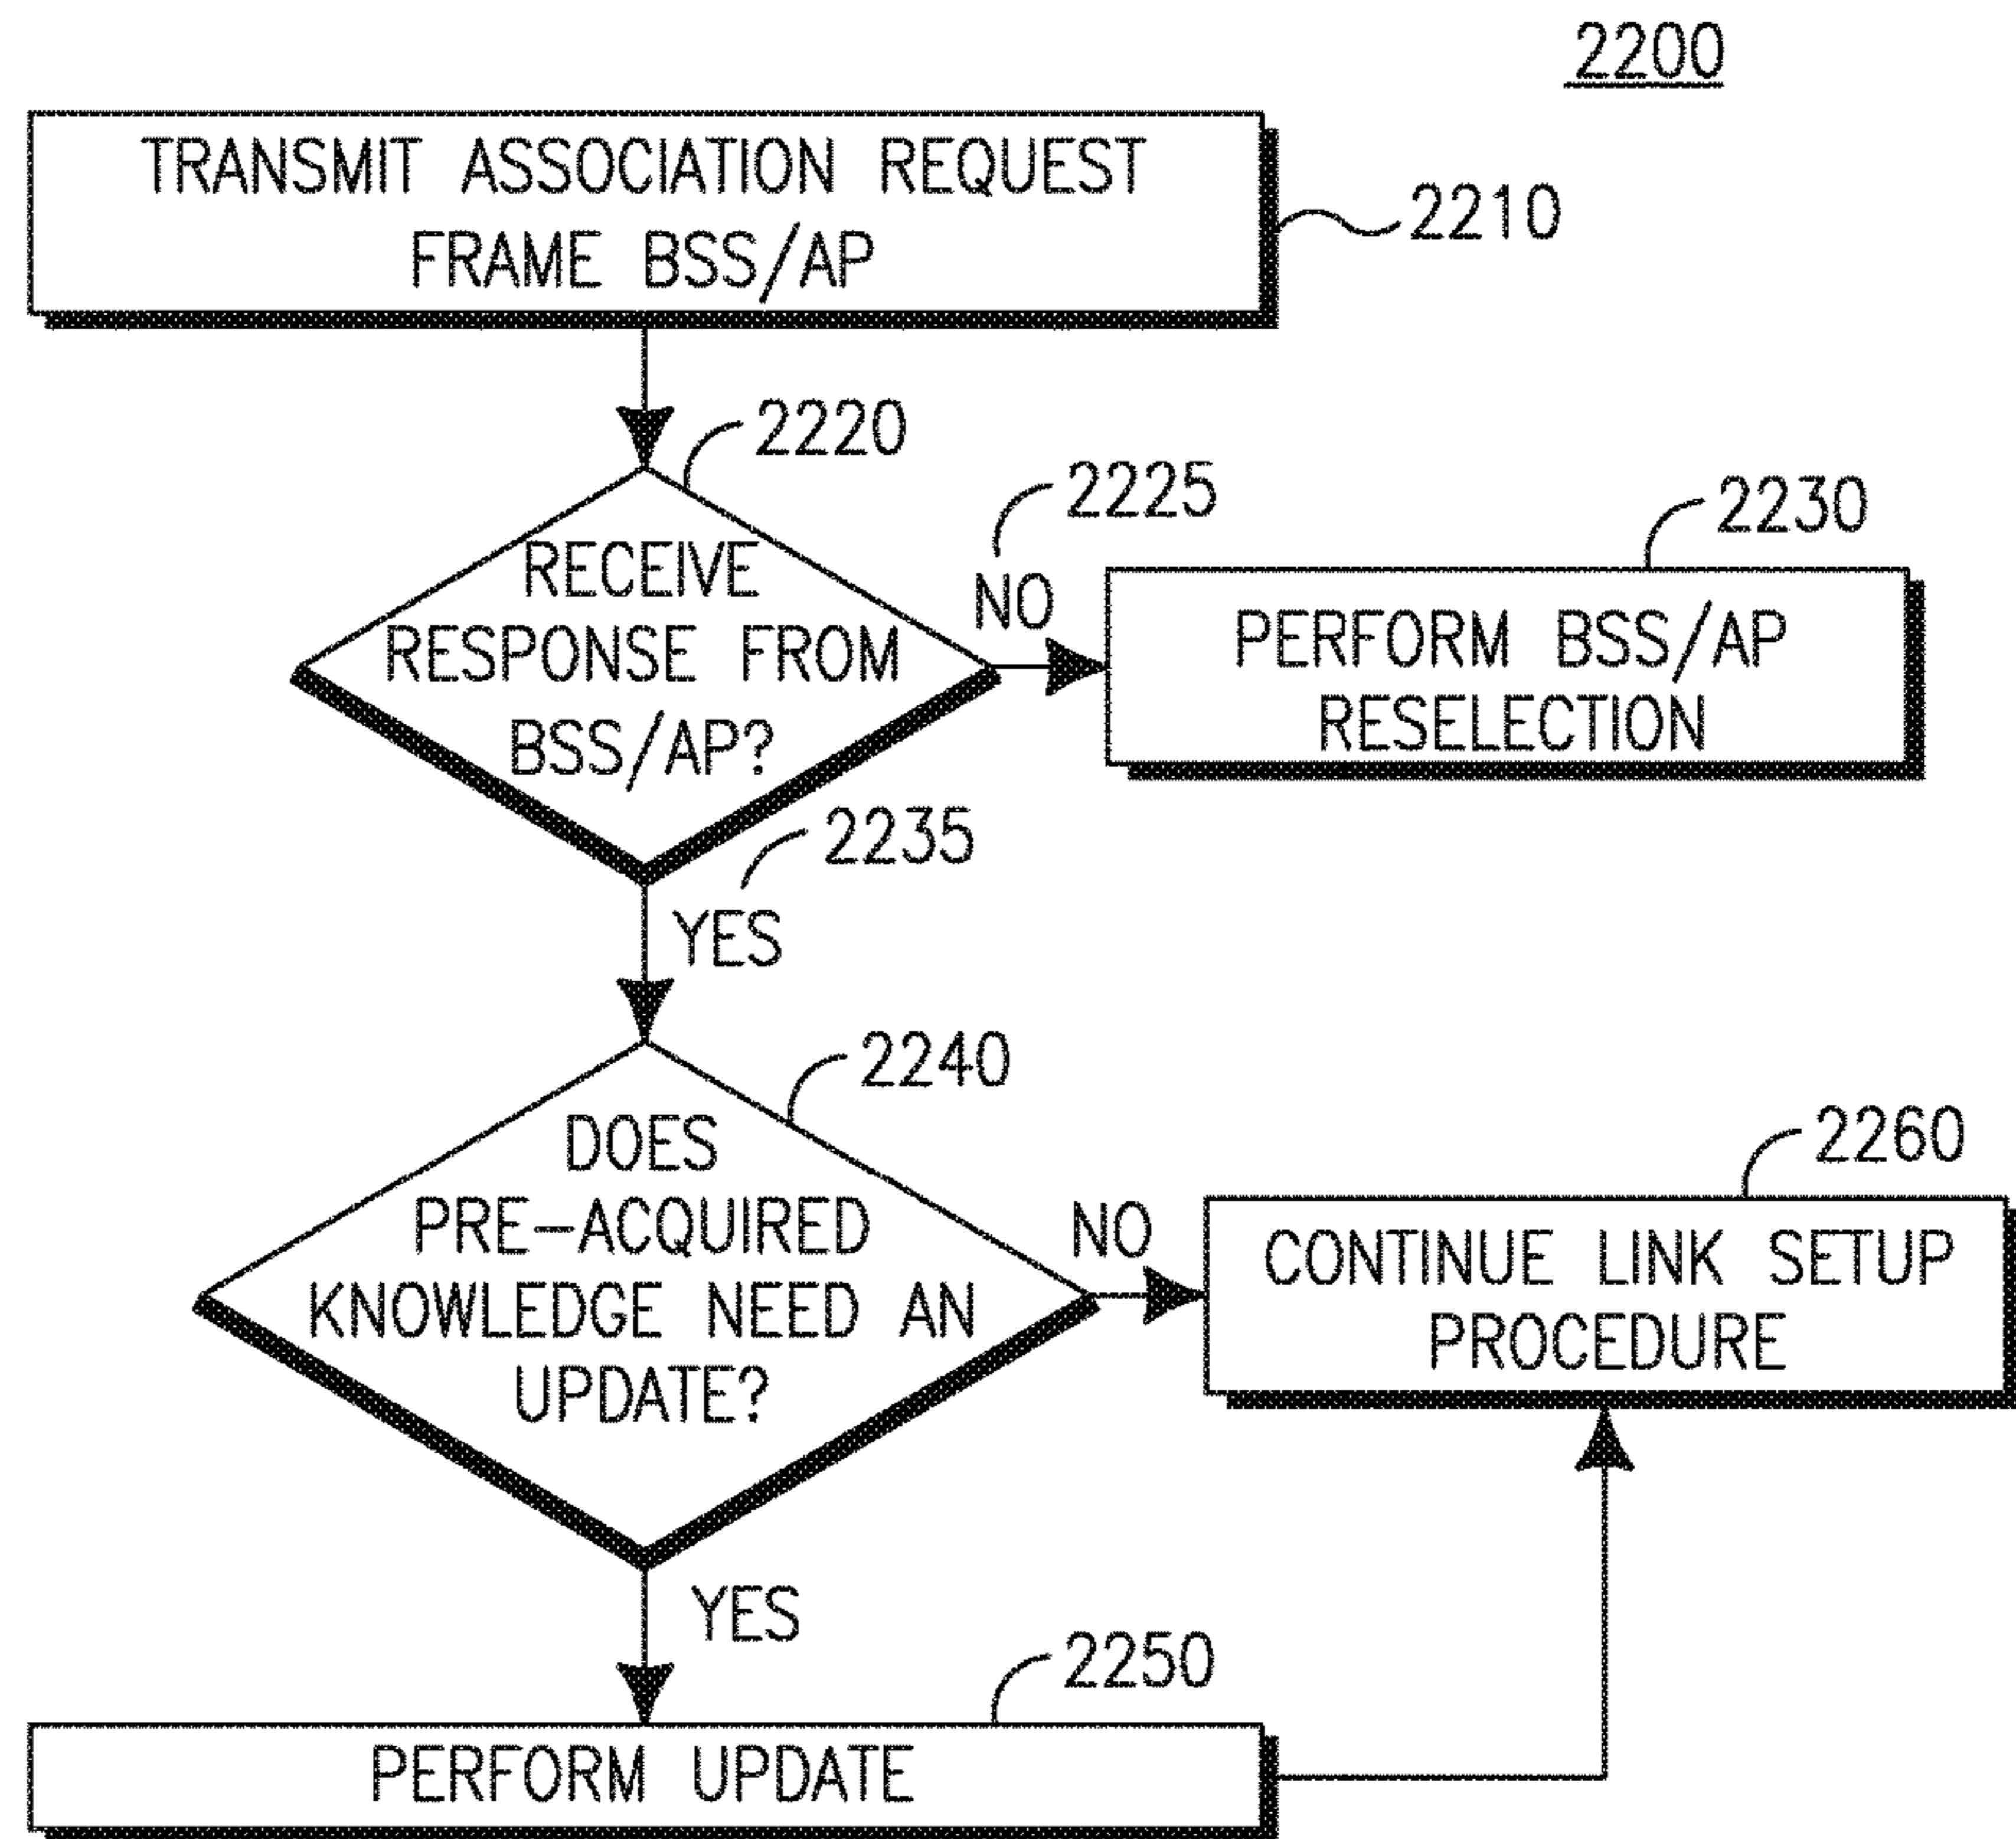 2200
TRANSMIT ASSOCIATION REQUEST
FRAME BSS/AP
2210
2220
RECEIVE
RESPONSE FROM
BSS/AP?
2225
NO
2230
PERFORM BSS/AP
RESELECTION
2235
YES
2240
DOES
PRE-ACQUIRED
KNOWLEDGE NEED AN
UPDATE?
NO
2260
CONTINUE LINK SETUP
PROCEDURE
YES
2250
PERFORM UPDATE